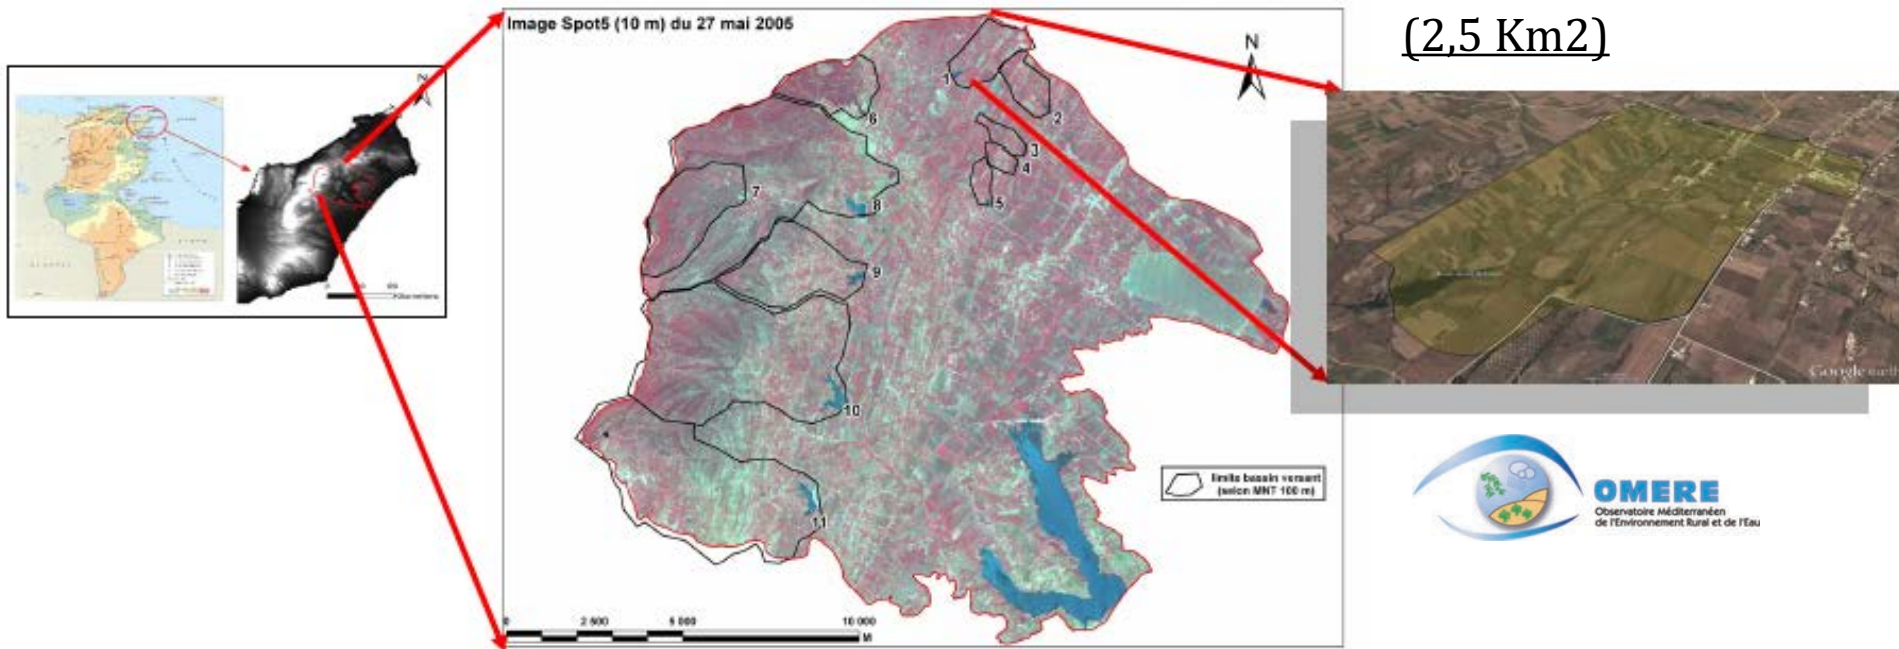 Image Spot5 (10 m) du 27 mai 2005
(2,5 Km2)
N
N
1
2
3
4
5
6
7
8
9
10
11
limite bassin versant
(selon MNT 100 m)
0 2 500 5 000 10 000
M
Google earth
OMERE
Observatoire Méditerranéen
de l'Environnement Rural et de l'Eau